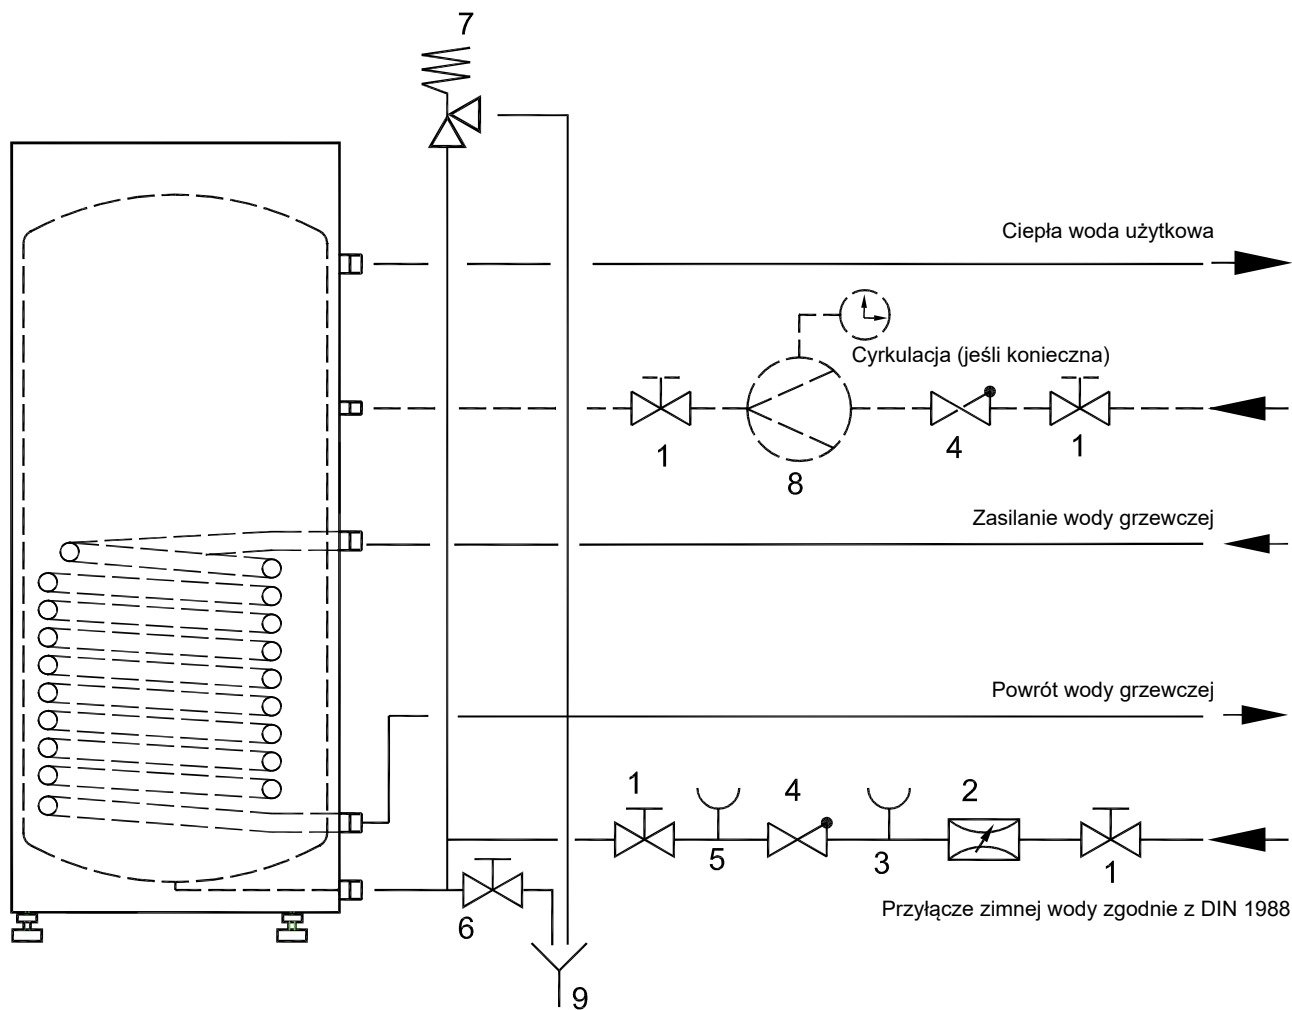 7
Ciepła woda użytkowa
Cyrkulacja (jeśli konieczna)
1
8
4
1
Zasilanie wody grzewczej
Powrót wody grzewczej
1
5
4
3
2
1
Przyłącze zimnej wody zgodnie z DIN 1988
6
9